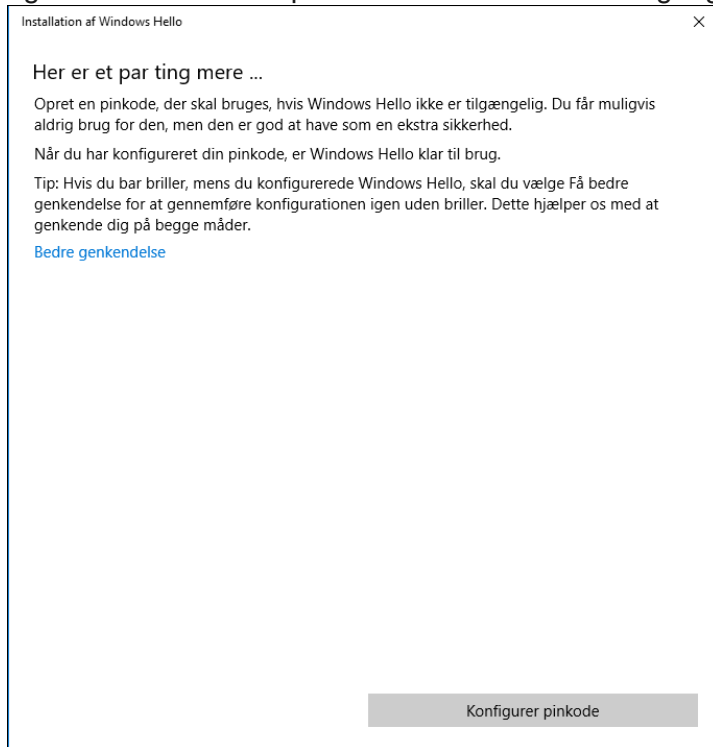 Installation af Windows Hello
Her er et par ting mere ...
Opret en pinkode, der skal bruges, hvis Windows Hello ikke er tilgængelig. Du får muligvis
aldrig brug for den, men den er god at have som en ekstra sikkerhed.
Når du har konfigureret din pinkode, er Windows Hello klar til brug.
Tip: Hvis du bar briller, mens du konfigurerede Windows Hello, skal du vælge Få bedre
genkendelse for at gennemføre konfigurationen igen uden briller. Dette hjælper os med at
genkende dig på begge måder.
Bedre genkendelse
Konfigurer pinkode